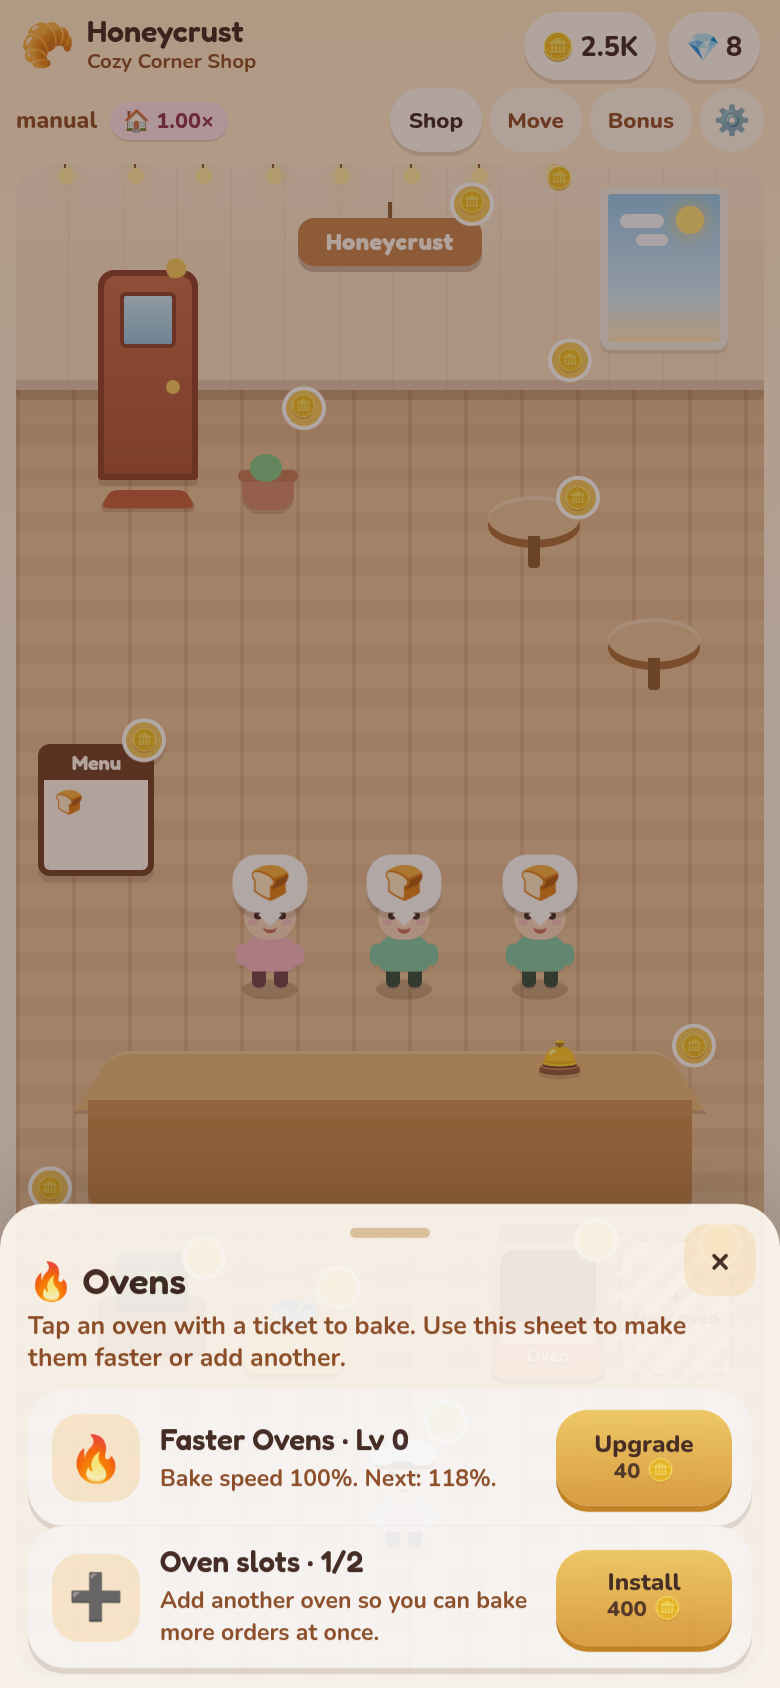 Honeycrust
Cozy Corner Shop
2.5K
8
manual
1.00×
Shop
Move
Bonus
Honeycrust
Menu
Ovens
Tap an oven with a ticket to bake. Use this sheet to make
them faster or add another.
Oven
Faster Ovens · Lv 0
Bake speed 100%. Next: 118%.
Upgrade
40
Oven slots · 1/2
Add another oven so you can bake
more orders at once.
Install
400